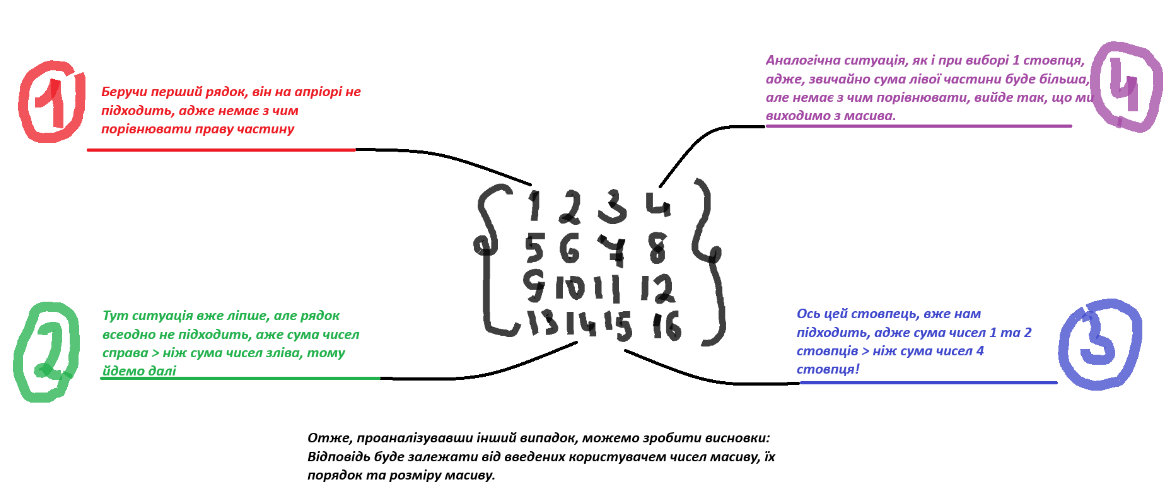 1
Беручи перший рядок, він на апріорі не
підходить, адже немає з чим
порівнювати праву частину
4
Аналогічна ситуація, як і при виборі 1 стовпця,
адже, звичайно сума лівої частини буде більша,
але немає з чим порівнювати, вийде так, що ми
виходимо з масива.
1 2 3 4
5 6 7 8
9 10 11 12
13 14 15 16
2
Тут ситуація вже ліпше, але рядок
всеодно не підходить, аже сума чисел
справа > ніж сума чисел зліва, тому
йдемо далі
3
Ось цей стовпець, вже нам
підходить, адже сума чисел 1 та 2
стовпців > ніж сума чисел 4
стовпця!
Отже, проаналізувавши інший випадок, можемо зробити висновки:
Відповідь буде залежати від введених користувачем чисел масиву, їх
порядок та розміру масиву.